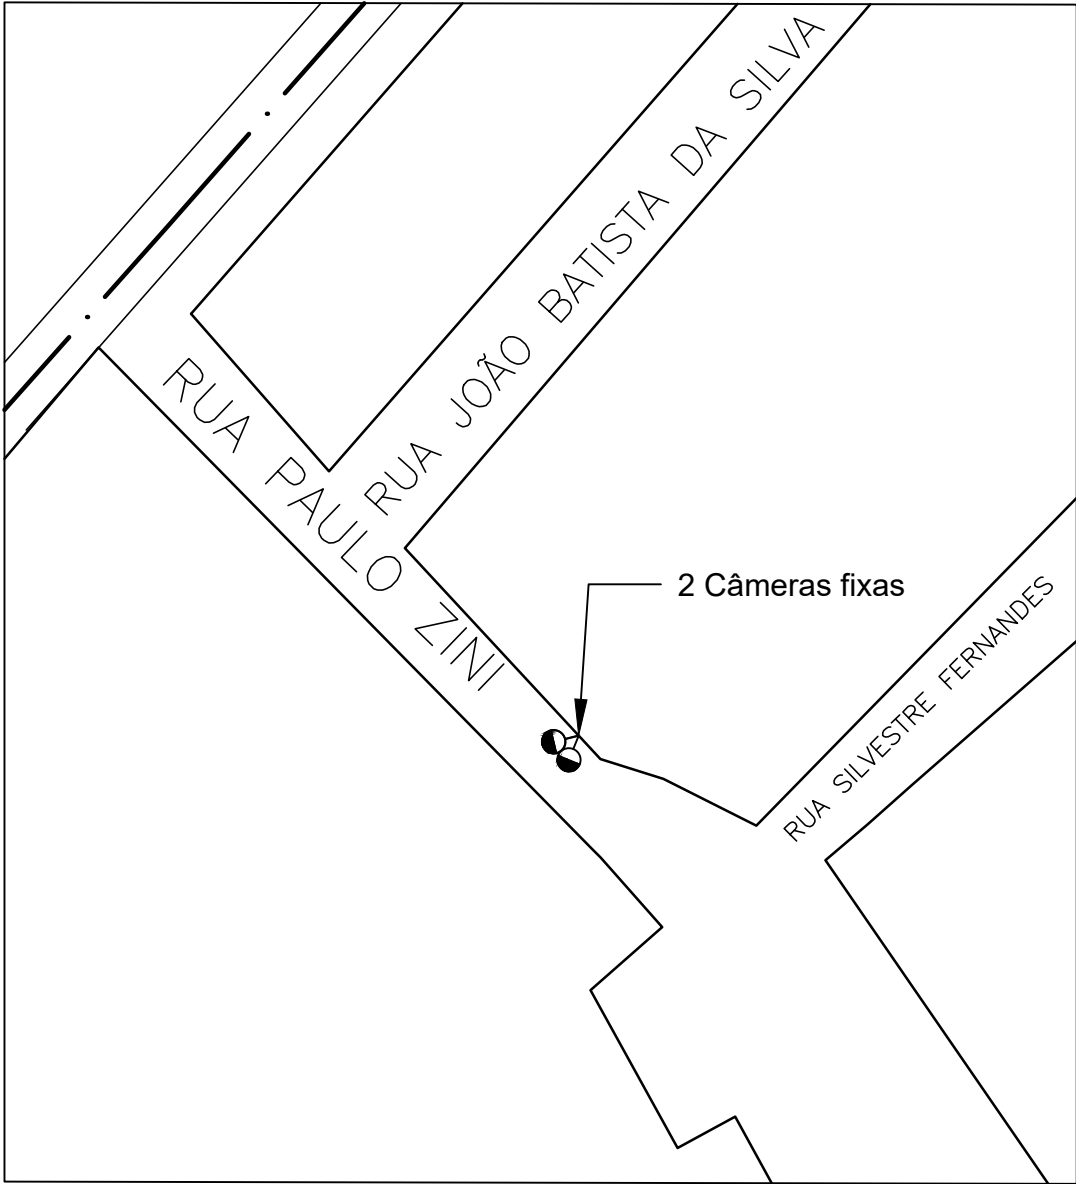 RUA JOÃO BATISTA DA SILVA
RUA PAULO ZINI
2 Câmeras fixas
RUA SILVESTRE FERNANDES